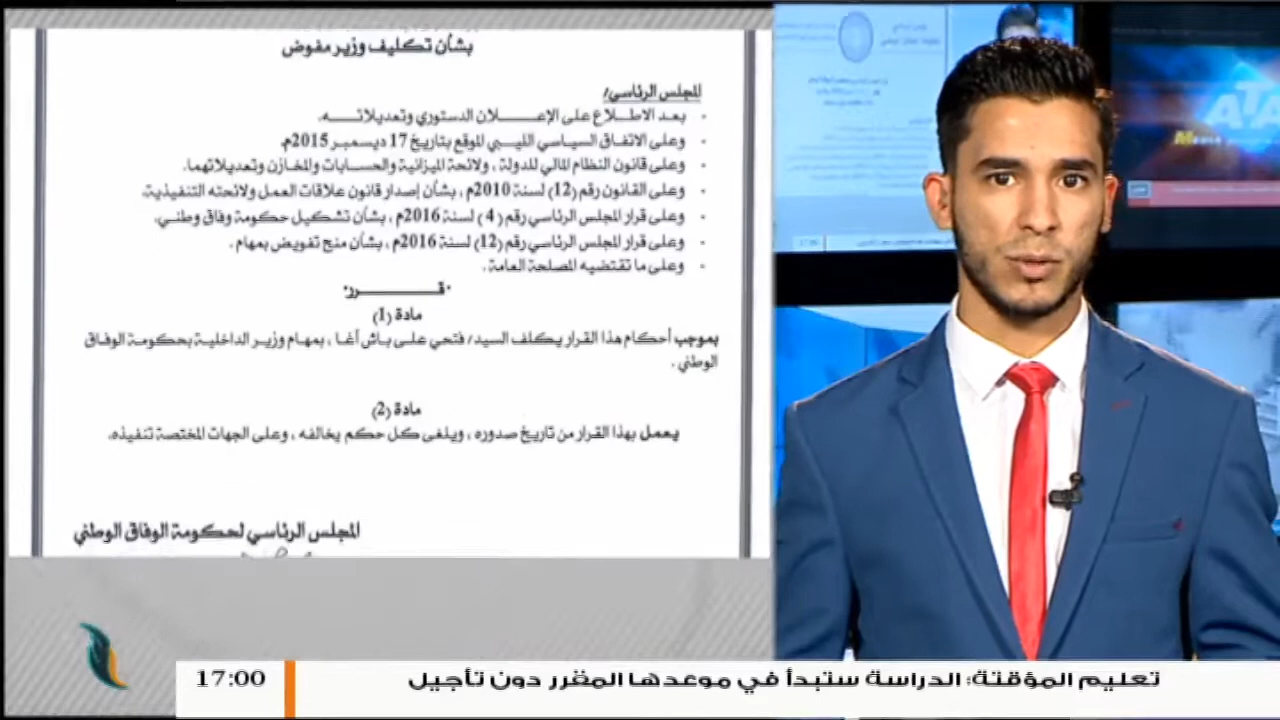 بشأن تكليف وزير مفوض
المجلس الرئاسي/
- بعد الاطلاع على الإعــــلان الدستوري وتعديلاتــه.
- وعلى الاتفاق السياسي الليبي الموقع بتاريخ 17 ديسمبر 2015م.
- وعلى قانون النظام المالي للدولة ، ولائحة الميزانية والحسابات والمخازن وتعديلاتهما.
- وعلى القانون رقم (12) لسنة 2010م ، بشأن إصدار قانون علاقات العمل ولائحته التنفيذية.
- وعلى قرار المجلس الرئاسي رقم (4) لسنة 2016م ، بشأن تشكيل حكومة وفاق وطني.
- وعلى قرار المجلس الرئاسي رقم (12) لسنة 2016م ، بشأن منح تفويض بمهام .
- وعلى ما تقتضيه المصلحة العامة .
"قــــــــرر"
مادة (1)
بموجب أحكام هذا القرار يكلف السيد/ فتحي على باش أغا ، بمهام وزير الداخلية بحكومة الوفاق
الوطني .
مادة (2)
يعمل بهذا القرار من تاريخ صدوره ، ويلغى كل حكم يخالفه ، وعلى الجهات المختصة تنفيذه.
المجلس الرئاسي لحكومة الوفاق الوطني
ATA
تعليم المؤقتة: الدراسة ستبدأ في موعدها المقرر دون تأجيل
17:00